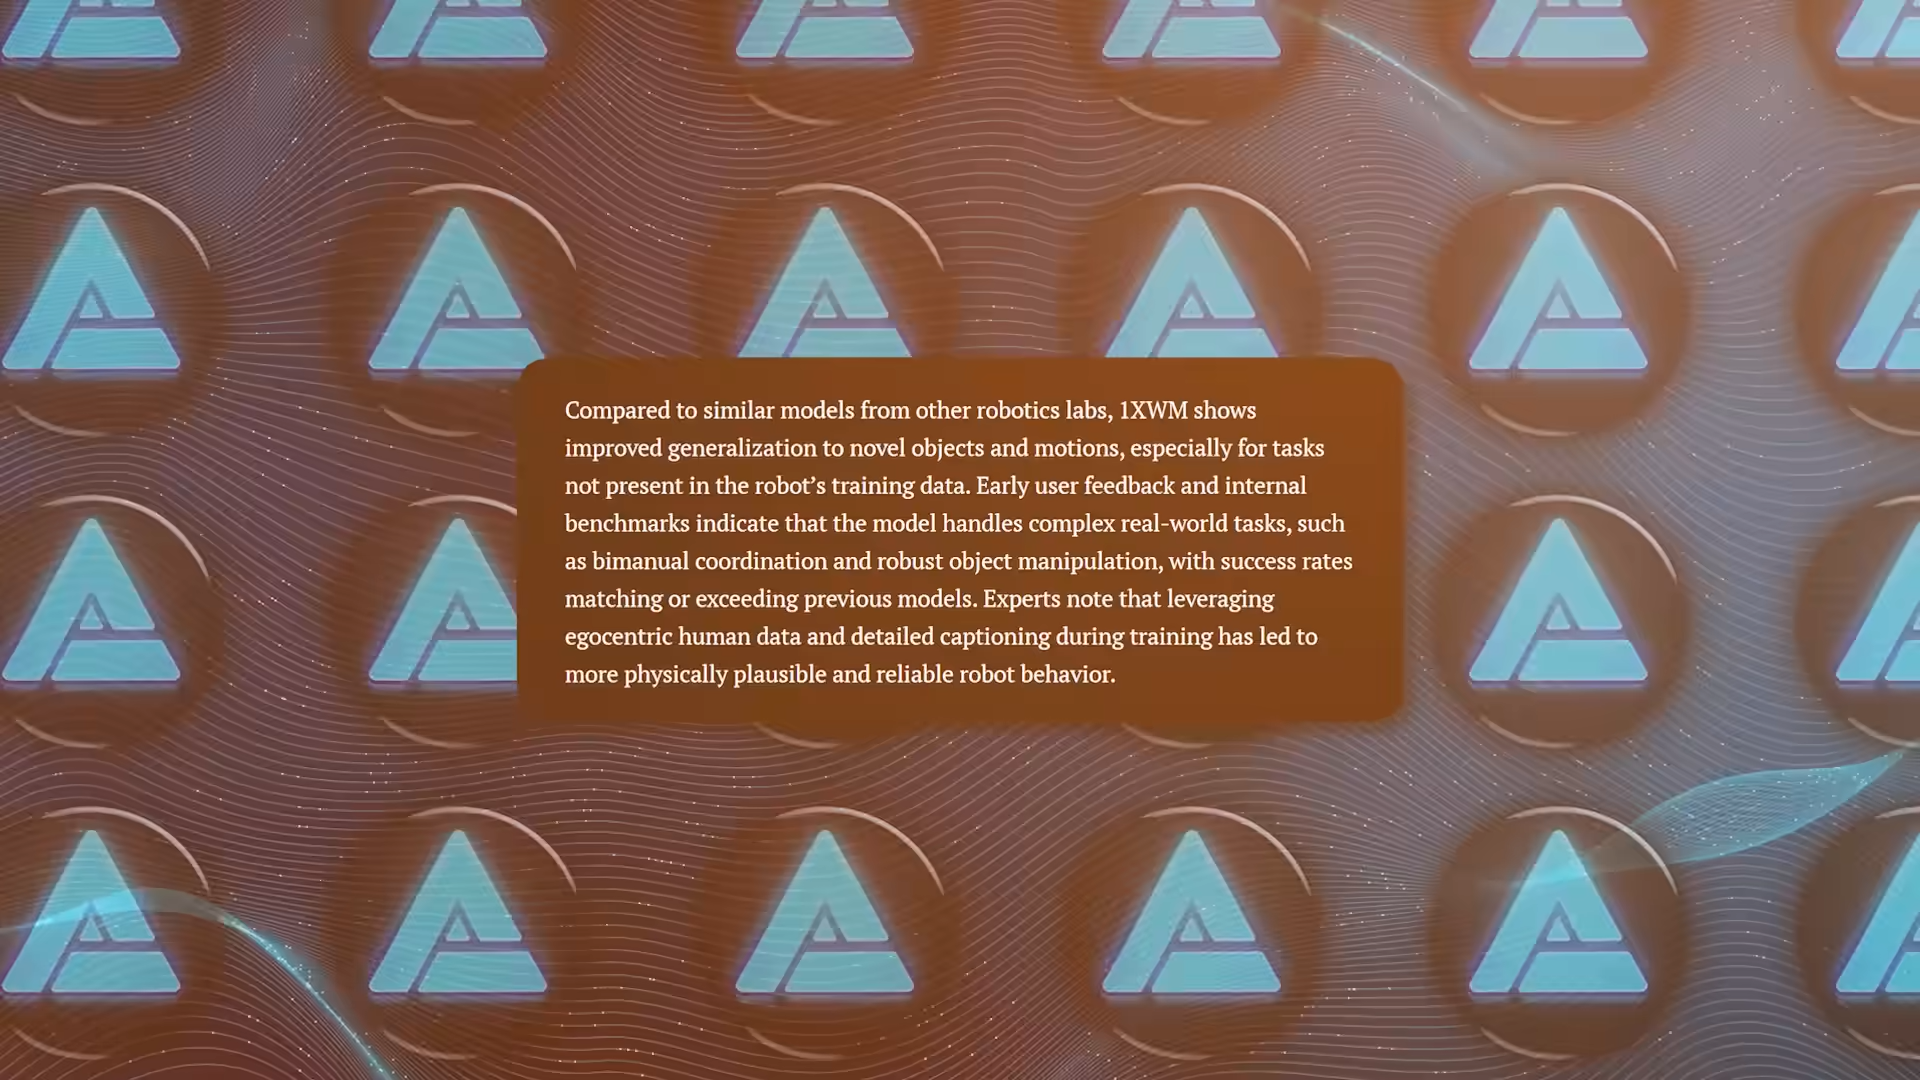 Compared to similar models from other robotics labs, 1XWM shows
improved generalization to novel objects and motions, especially for tasks
not present in the robot’s training data. Early user feedback and internal
benchmarks indicate that the model handles complex real-world tasks, such
as bimanual coordination and robust object manipulation, with success rates
matching or exceeding previous models. Experts note that leveraging
egocentric human data and detailed captioning during training has led to
more physically plausible and reliable robot behavior.